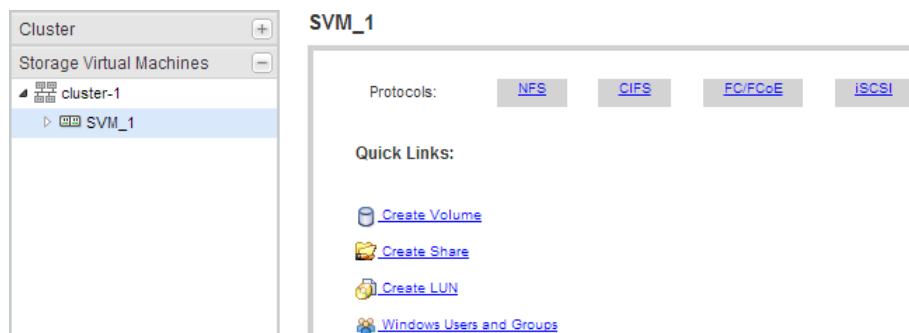 Cluster
Storage Virtual Machines
cluster-1
SVM_1
SVM_1
Protocols: NFS CIFS FC/FCoE iSCSI
Quick Links:
Create Volume
Create Share
Create LUN
Windows Users and Groups